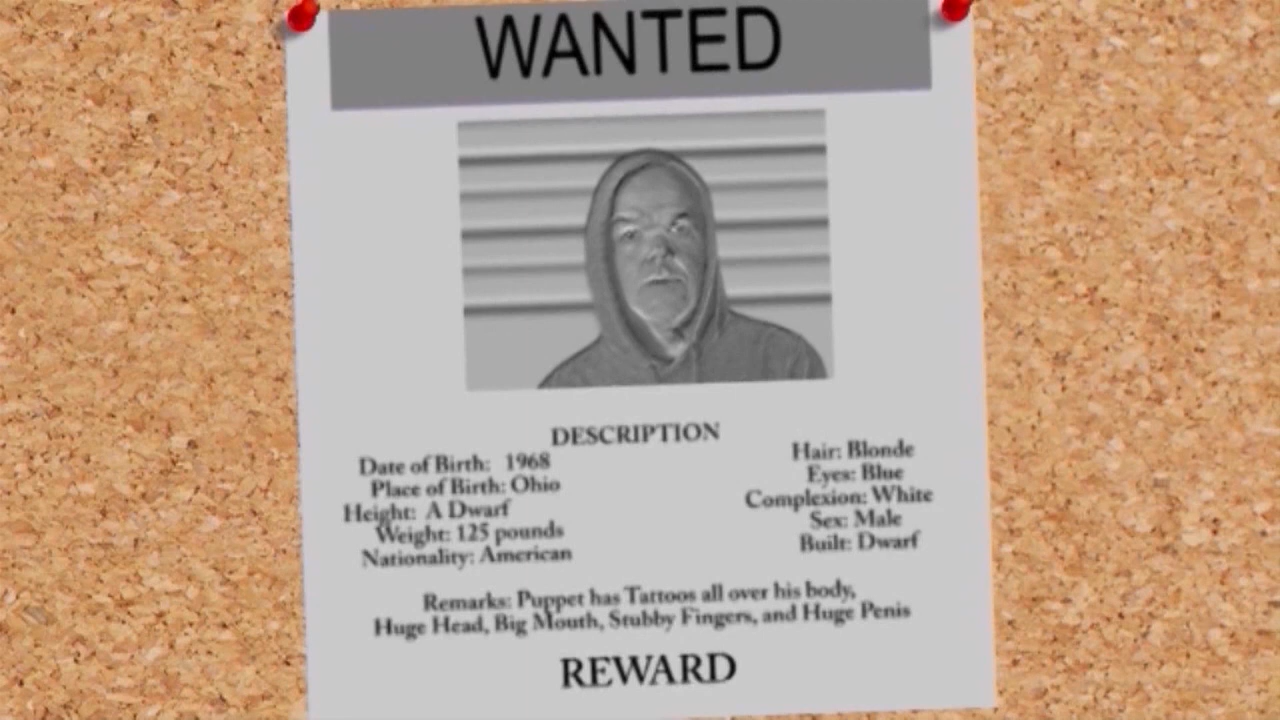 WANTED
DESCRIPTION
Date of Birth: 1968
Place of Birth: Ohio
Height: A Dwarf
Weight: 125 pounds
Nationality: American
Hair: Blonde
Eyes: Blue
Complexion: White
Sex: Male
Built: Dwarf
Remarks: Puppet has Tattoos all over his body,
Huge Head, Big Mouth, Stubby Fingers, and Huge Penis
REWARD